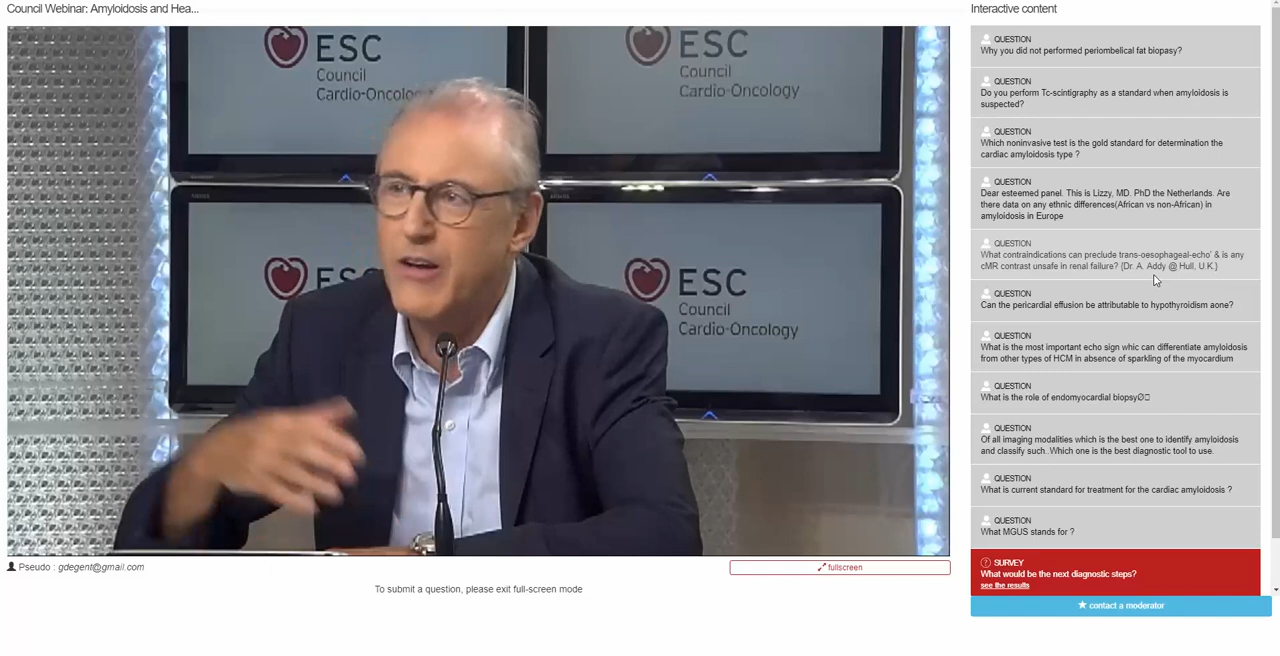 Council Webinar: Amyloidosis and Hea...
ESC
Council
Cardio-Oncolo
ESC
Council
Cardio-Oncology
ESC
ESC
Council
Cardio-Oncology
Pseudo : gdegent@gmail.com
fullscreen
To submit a question, please exit full-screen mode
Interactive content
QUESTION
Why you did not performed periombelical fat biopasy?
QUESTION
Do you perform Tc-scintigraphy as a standard when amyloidosis is
suspected?
QUESTION
Which noninvasive test is the gold standard for determination the
cardiac amyloidosis type ?
QUESTION
Dear esteemed panel. This is Lizzy, MD. PhD the Netherlands. Are
there data on any ethnic differences(African vs non-African) in
amyloidosis in Europe
QUESTION
What contraindications can preclude trans-oesophageal-echo' & is any
cMR contrast unsafe in renal failure? {Dr. A. Addy @ Hull, U.K.}
QUESTION
Can the pericardial effusion be attributable to hypothyroidism aone?
QUESTION
What is the most important echo sign whic can differentiate amyloidosis
from other types of HCM in absence of sparkling of the myocardium
QUESTION
What is the role of endomyocardial biopsyØ
QUESTION
Of all imaging modalities which is the best one to identify amyloidosis
and classify such..Which one is the best diagnostic tool to use.
QUESTION
What is current standard for treatment for the cardiac amyloidosis ?
QUESTION
What MGUS stands for ?
SURVEY
What would be the next diagnostic steps?
see the results
contact a moderator